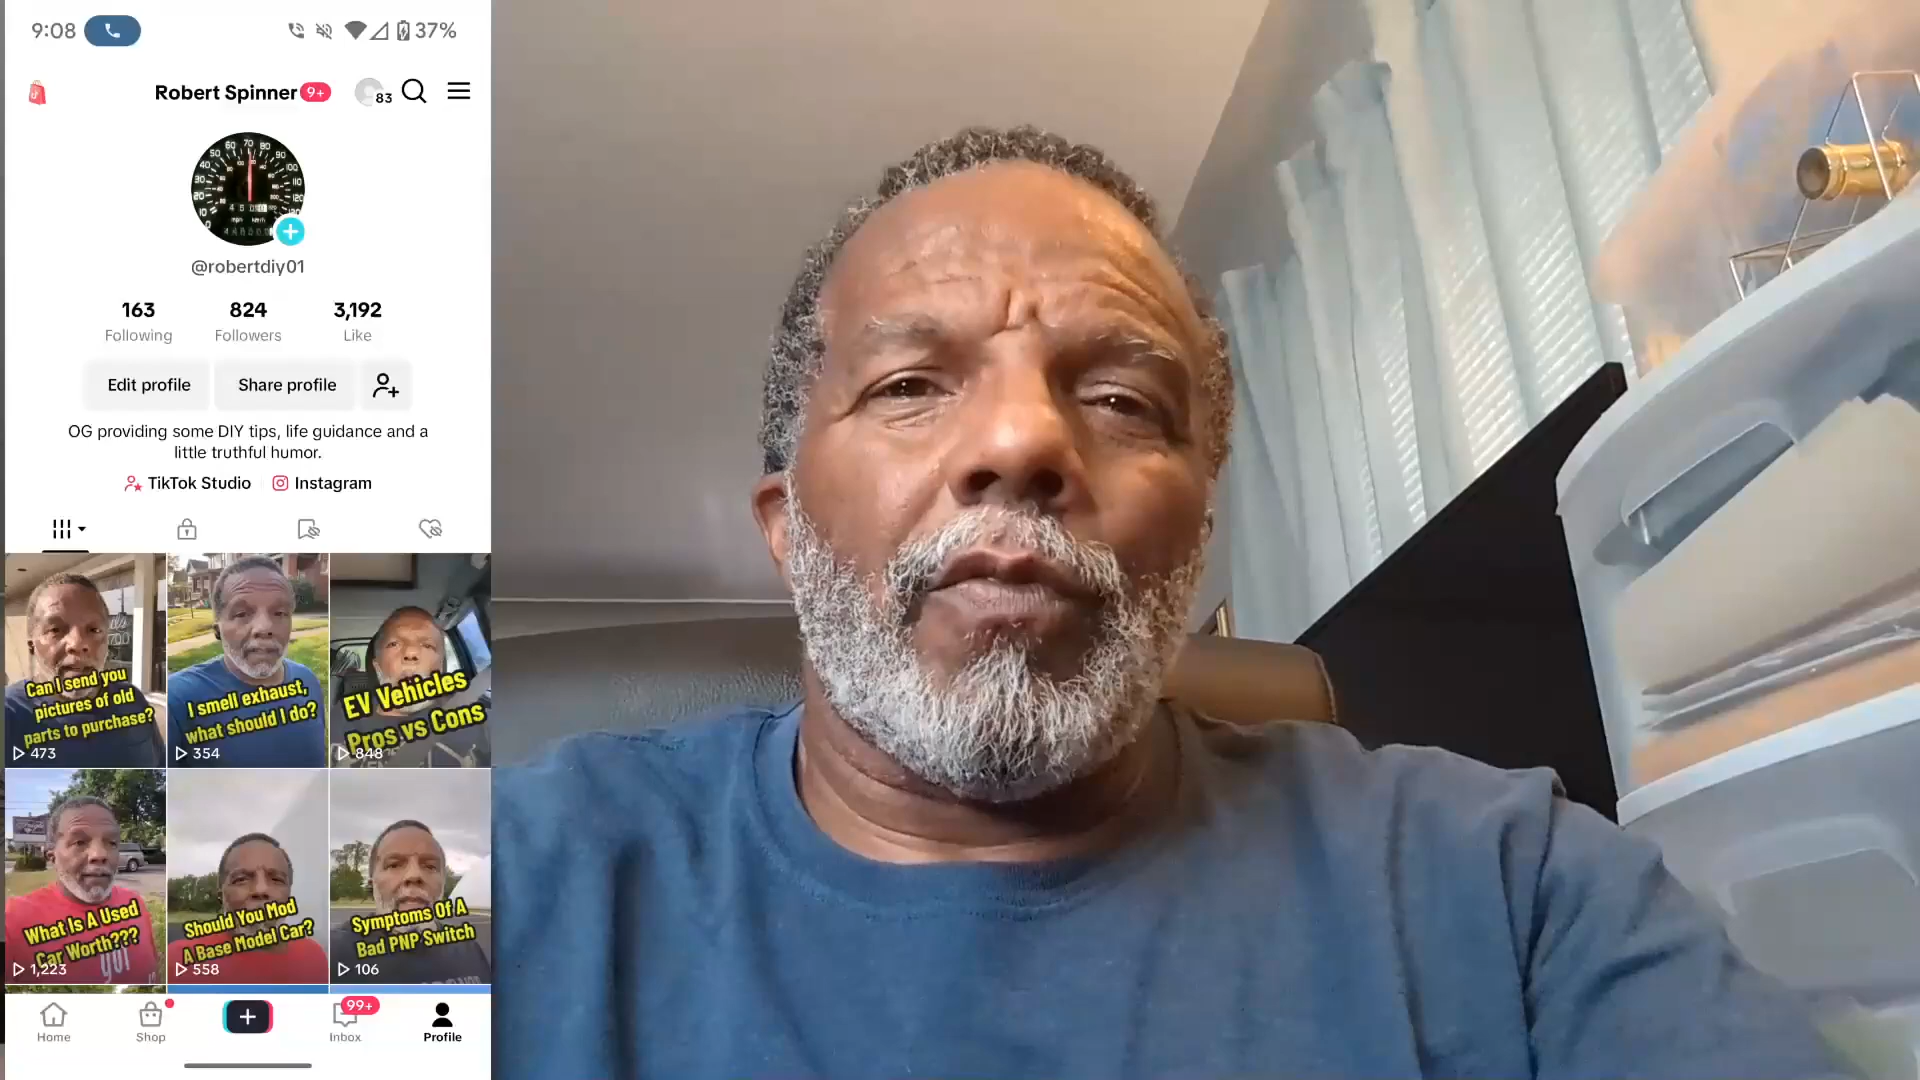 9:08
37%
Robert Spinner 9+
83
@robertdiy01
163 824 3,192
Following Followers Like
Edit profile Share profile
OG providing some DIY tips, life guidance and a
little truthful humor.
TikTok Studio Instagram
Can I send you
pictures of old
parts to purchase?
473
I smell exhaust,
what should I do?
354
EV Vehicles
Pros vs Cons
848
What Is A Used
Car Worth???
1,223
Should You Mod
A Base Model Car?
558
Symptoms Of A
Bad PNP Switch
106
Home Shop Inbox 99+ Profile